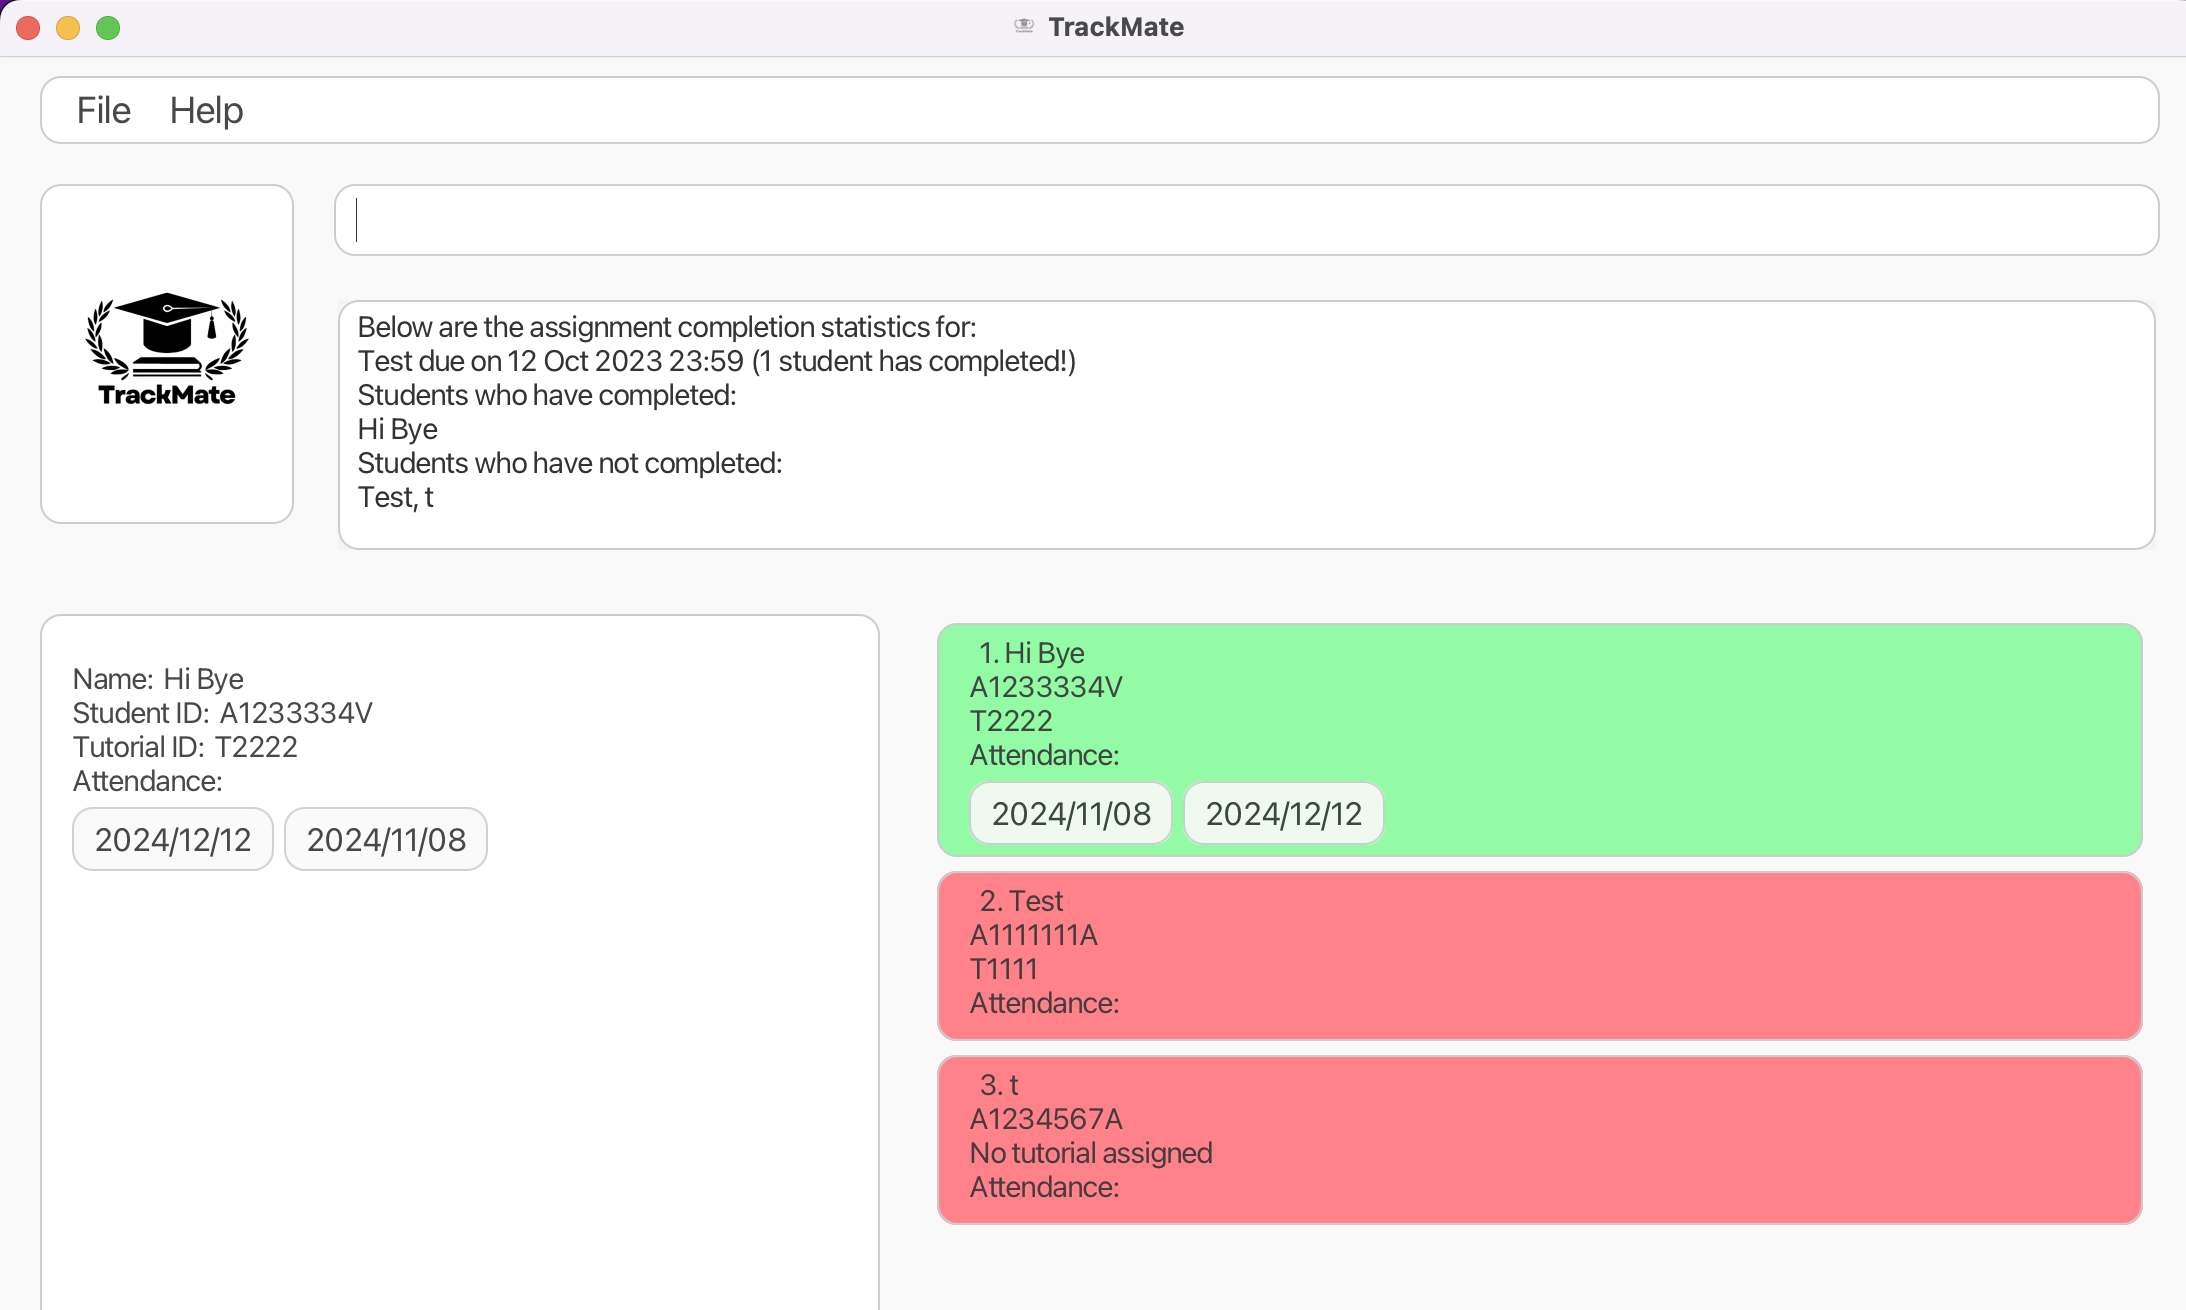 TrackMate
File Help
TrackMate
Below are the assignment completion statistics for:
Test due on 12 Oct 2023 23:59 (1 student has completed!)
Students who have completed:
Hi Bye
Students who have not completed:
Test, t
Name: Hi Bye
Student ID: A1233334V
Tutorial ID: T2222
Attendance:
2024/12/12 2024/11/08
1. Hi Bye
A1233334V
T2222
Attendance:
2024/11/08 2024/12/12
2. Test
A1111111A
T1111
Attendance:
3. t
A1234567A
No tutorial assigned
Attendance: